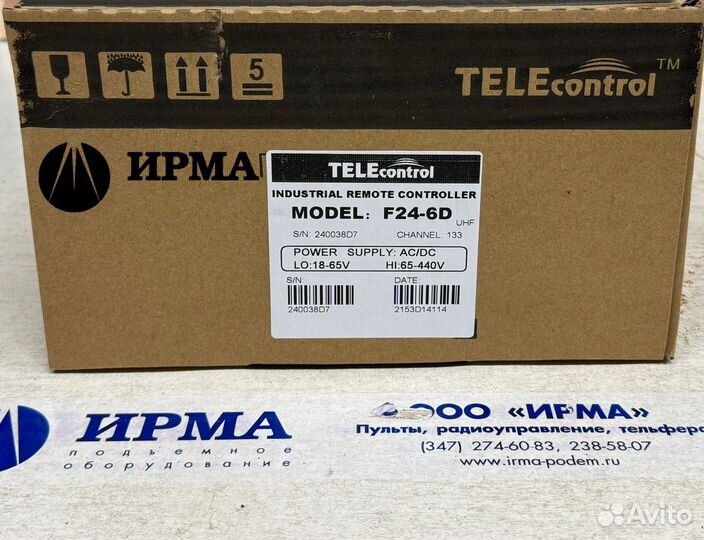 5
TELEcontrol™
ИРМА
TELEcontrol
INDUSTRIAL REMOTE CONTROLLER
MODEL: F24-6D UHF
S/N: 240038D7 CHANNEL: 133
POWER SUPPLY: AC/DC
LO:18-65V HI:65-440V
S/N: DATE:
240038D7 2153D14114
ИРМА
подъемное
оборудование
ООО «ИРМА»
Пульты, радиоуправление, тельфера
(347) 274-60-83, 238-58-07
www.irma-podem.ru
Avito